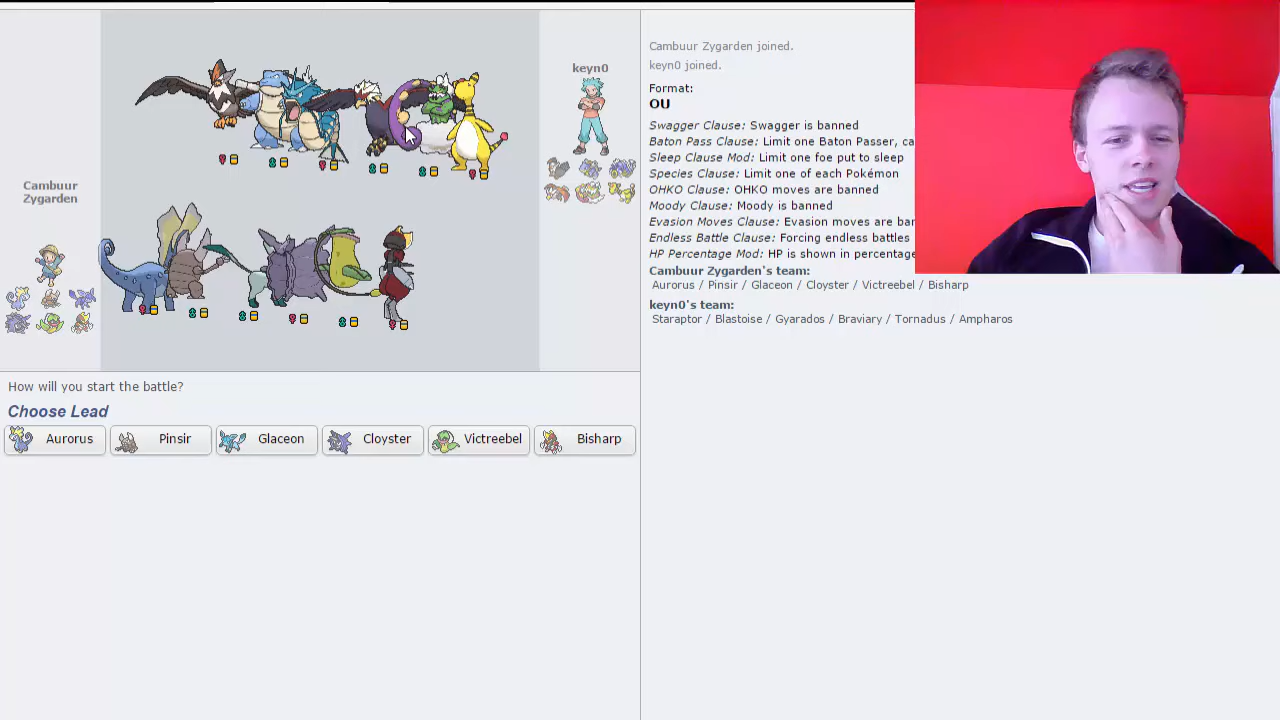 keyn0
Cambuur
Zygarden
How will you start the battle?
Choose Lead
Aurorus
Pinsir
Glaceon
Cloyster
Victreebel
Bisharp
Cambuur Zygarden joined.
keyn0 joined.
Format:
OU
Swagger Clause: Swagger is banned
Baton Pass Clause: Limit one Baton Passer, ca
Sleep Clause Mod: Limit one foe put to sleep
Species Clause: Limit one of each Pokémon
OHKO Clause: OHKO moves are banned
Moody Clause: Moody is banned
Evasion Moves Clause: Evasion moves are ban
Endless Battle Clause: Forcing endless battles
HP Percentage Mod: HP is shown in percentage
Cambuur Zygarden's team:
Aurorus / Pinsir / Glaceon / Cloyster / Victreebel / Bisharp
keyn0's team:
Staraptor / Blastoise / Gyarados / Braviary / Tornadus / Ampharos